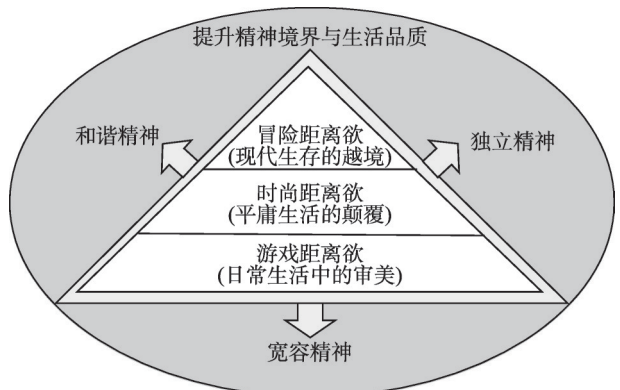 提升精神境界与生活品质
和谐精神
独立精神
冒险距离欲
(现代生存的越境)
时尚距离欲
(平庸生活的颠覆)
游戏距离欲
(日常生活中的审美)
宽容精神